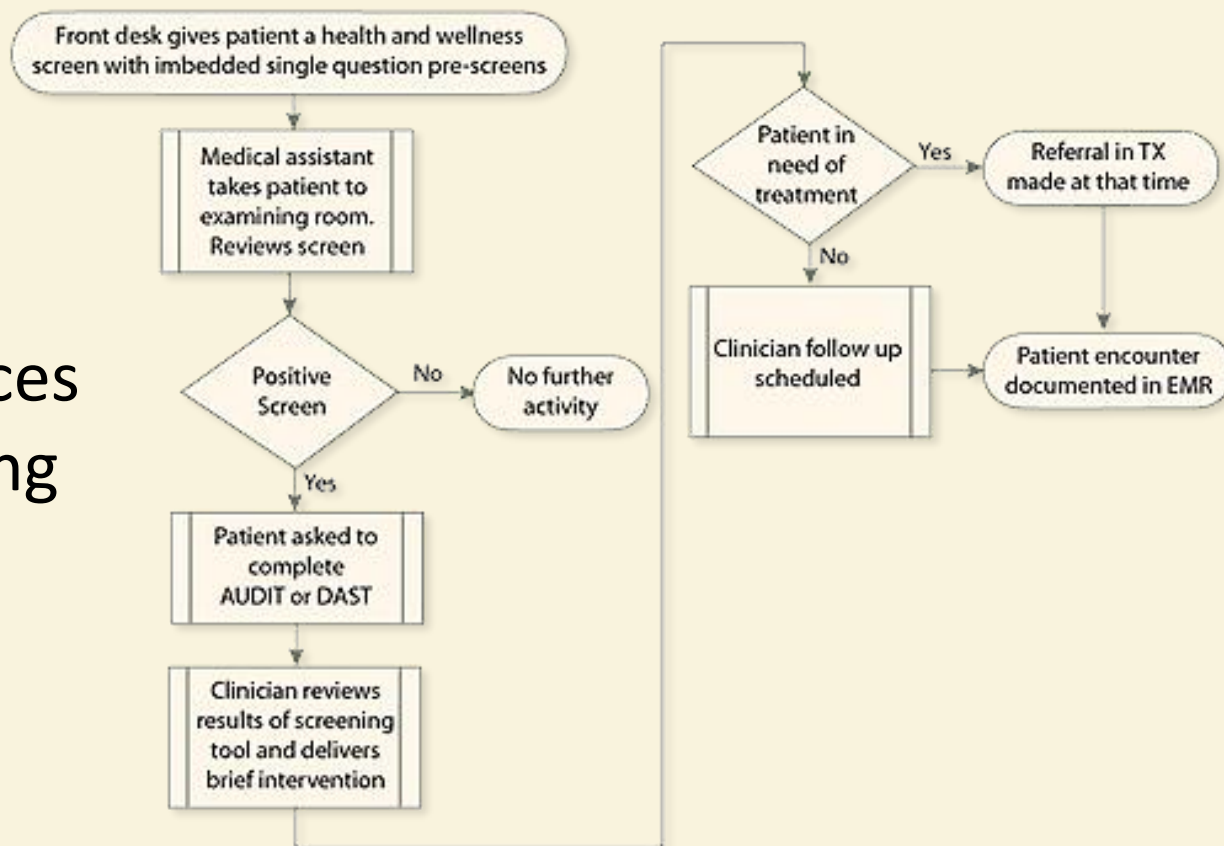 Front desk gives patient a health and wellness
screen with imbedded single question pre-screens
Medical assistant
takes patient to
examining room.
Reviews screen
Positive
Screen
No
No further
activity
Yes
Patient asked to
complete
AUDIT or DAST
Clinician reviews
results of screening
tool and delivers
brief intervention
Patient in
need of
treatment
Yes
Referral in TX
made at that time
No
Clinician follow up
scheduled
Patient encounter
documented in EMR
ces
ng